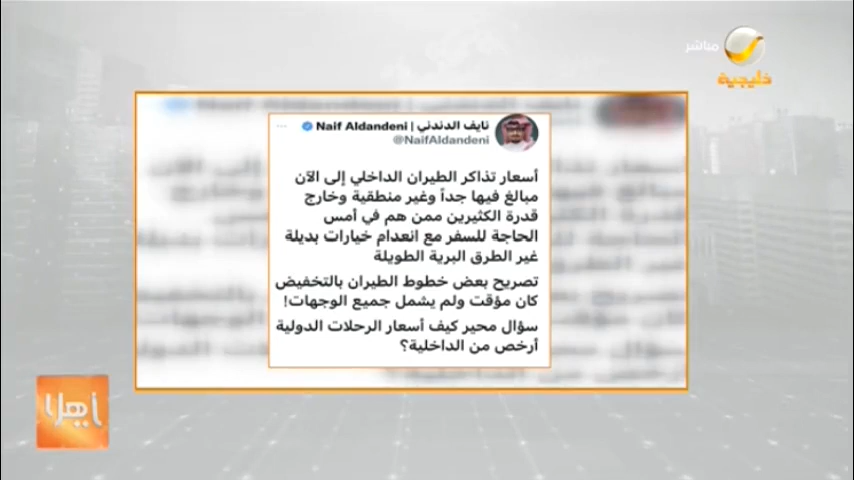 مباشر
خليجية
نايف الدندني | Naif Aldandeni
@NaifAldandeni
أسعار تذاكر الطيران الداخلي إلى الآن
مبالغ فيها جداً وغير منطقية وخارج
قدرة الكثيرين ممن هم في أمس
الحاجة للسفر مع انعدام خيارات بديلة
غير الطرق البرية الطويلة
تصريح بعض خطوط الطيران بالتخفيض
كان مؤقت ولم يشمل جميع الوجهات!
سؤال محير كيف أسعار الرحلات الدولية
أرخص من الداخلية؟
أهلا